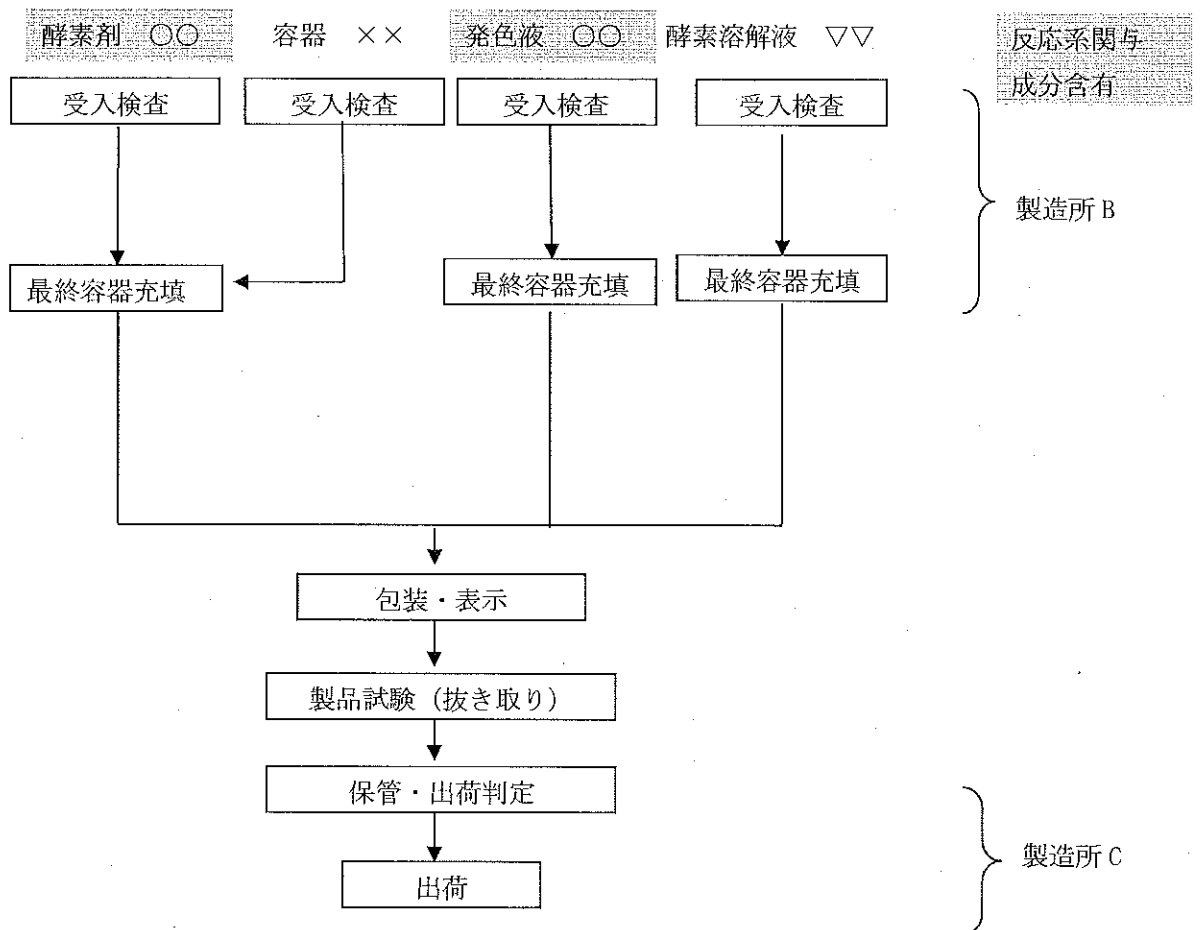 酵素剤 ○○ 容器 ×× 発色液 ○○ 酵素溶解液 ▽▽ 反応系関与
成分含有
受入検査 受入検査 受入検査 受入検査
製造所 B
最終容器充填 最終容器充填 最終容器充填
包装・表示
製品試験（抜き取り）
保管・出荷判定
製造所 C
出荷